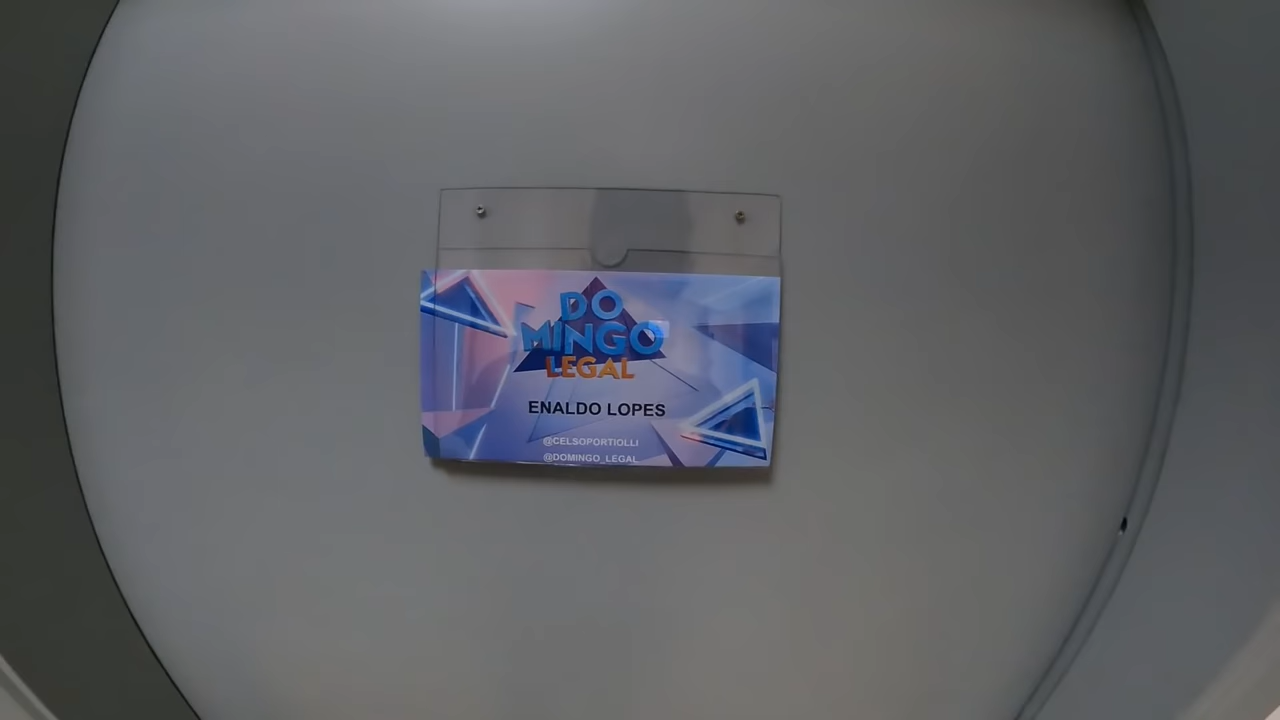 DO
MINGO
LEGAL
ENALDO LOPES
@CELSOPORTIOLLI
@DOMINGO_LEGAL